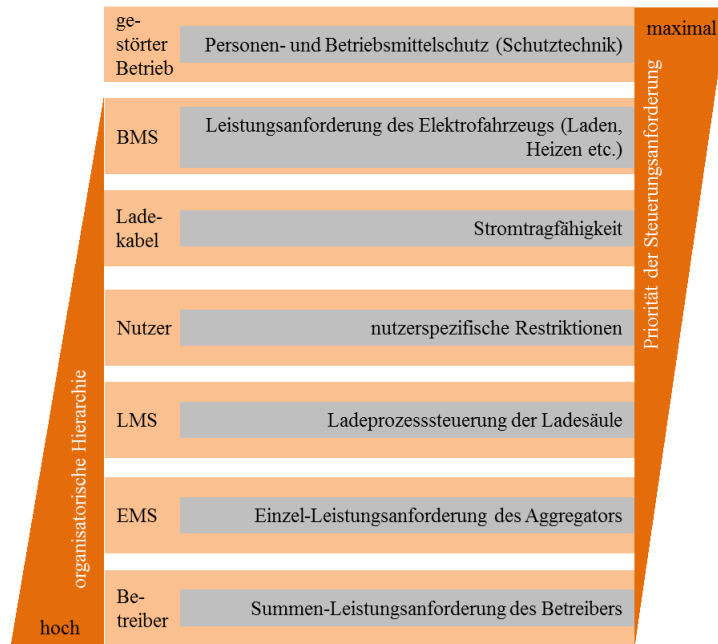 ge-
störter
Betrieb
Personen- und Betriebsmittelschutz (Schutztechnik)
maximal
BMS
Leistungsanforderung des Elektrofahrzeugs (Laden,
Heizen etc.)
Lade-
kabel
Stromtragfähigkeit
Nutzer
nutzerspezifische Restriktionen
LMS
Ladeprozesssteuerung der Ladesäule
EMS
Einzel-Leistungsanforderung des Aggregators
Be-
treiber
Summen-Leistungsanforderung des Betreibers
hoch
organisatorische Hierarchie
Priorität der Steuerungsanforderung